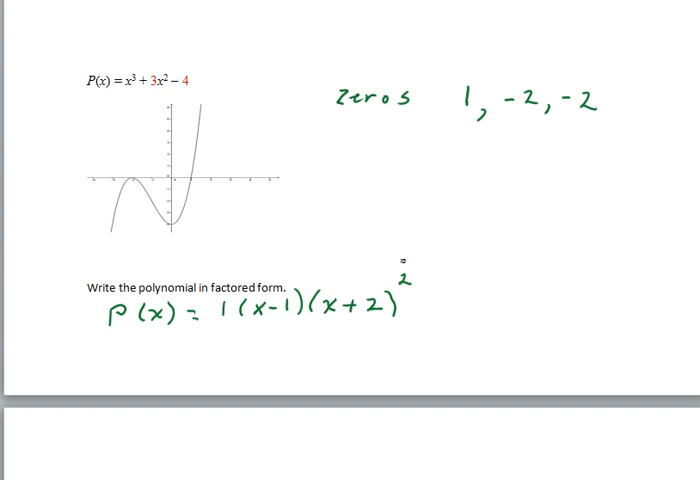 P(x) = x³ + 3x² – 4
zeros 1, -2, -2
Write the polynomial in factored form.
P(x) = 1(x-1)(x+2)²